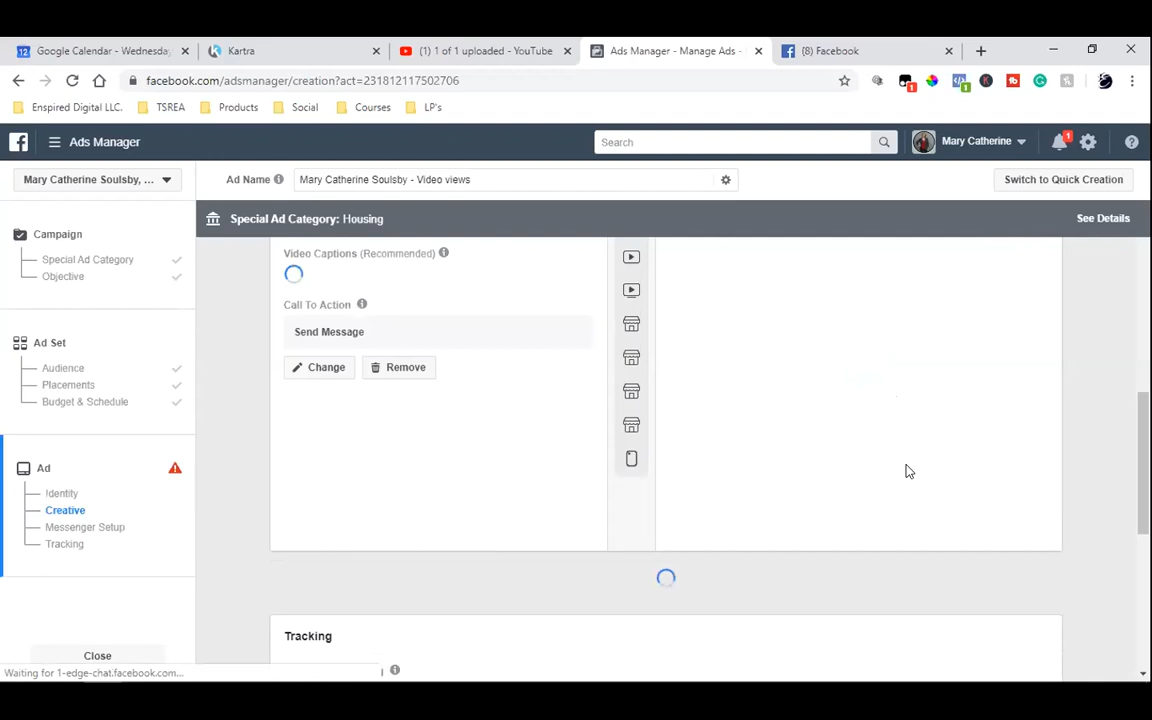 Google Calendar - Wednesday
Kartra
(1) 1 of 1 uploaded - YouTube
Ads Manager - Manage Ads -
(8) Facebook
facebook.com/adsmanager/creation?act=231812117502706
Enspired Digital LLC.
TSREA
Products
Social
Courses
LP's
Ads Manager
Search
Mary Catherine
1
Mary Catherine Soulsby, ...
Ad Name
Mary Catherine Soulsby - Video views
Switch to Quick Creation
Special Ad Category: Housing
See Details
Campaign
Special Ad Category
Objective
Ad Set
Audience
Placements
Budget & Schedule
Ad
Identity
Creative
Messenger Setup
Tracking
Close
Video Captions (Recommended)
Call To Action
Send Message
Change
Remove
Tracking
Waiting for 1-edge-chat.facebook.com...